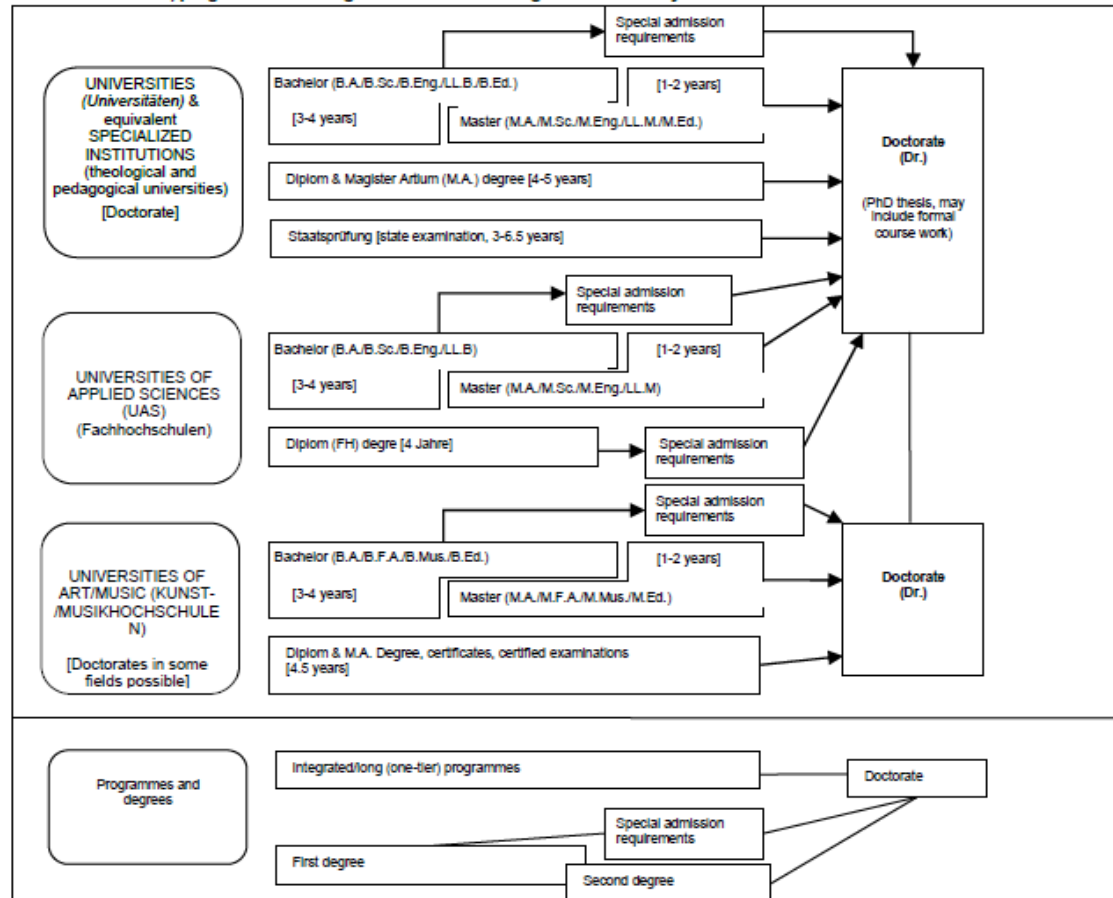 Special admission
requirements
UNIVERSITIES
(Universitäten) &
equivalent
SPECIALIZED
INSTITUTIONS
(theological and
pedagogical universities)
[Doctorate]
Bachelor (B.A./B.Sc./B.Eng./LL.B./B.Ed.)
[3-4 years]
[1-2 years]
Master (M.A./M.Sc./M.Eng./LL.M./M.Ed.)
Diplom & Magister Artium (M.A.) degree [4-5 years]
Staatsprüfung [state examination, 3-6.5 years]
Doctorate
(Dr.)
(PhD thesis, may
include formal
course work)
Special admission
requirements
UNIVERSITIES OF
APPLIED SCIENCES
(UAS)
(Fachhochschulen)
Bachelor (B.A./B.Sc./B.Eng./LL.B)
[3-4 years]
[1-2 years]
Master (M.A./M.Sc./M.Eng./LL.M)
Diplom (FH) degre [4 Jahre]
Special admission
requirements
Special admission
requirements
UNIVERSITIES OF
ART/MUSIC (KUNST-
/MUSIKHOCHSCHULE
N)
[Doctorates in some
fields possible]
Bachelor (B.A./B.F.A./B.Mus./B.Ed.)
[3-4 years]
[1-2 years]
Master (M.A./M.F.A./M.Mus./M.Ed.)
Diplom & M.A. Degree, certificates, certified examinations
[4.5 years]
Doctorate
(Dr.)
Programmes and
degrees
Integrated/long (one-tier) programmes
Doctorate
Special admission
requirements
First degree
Second degree